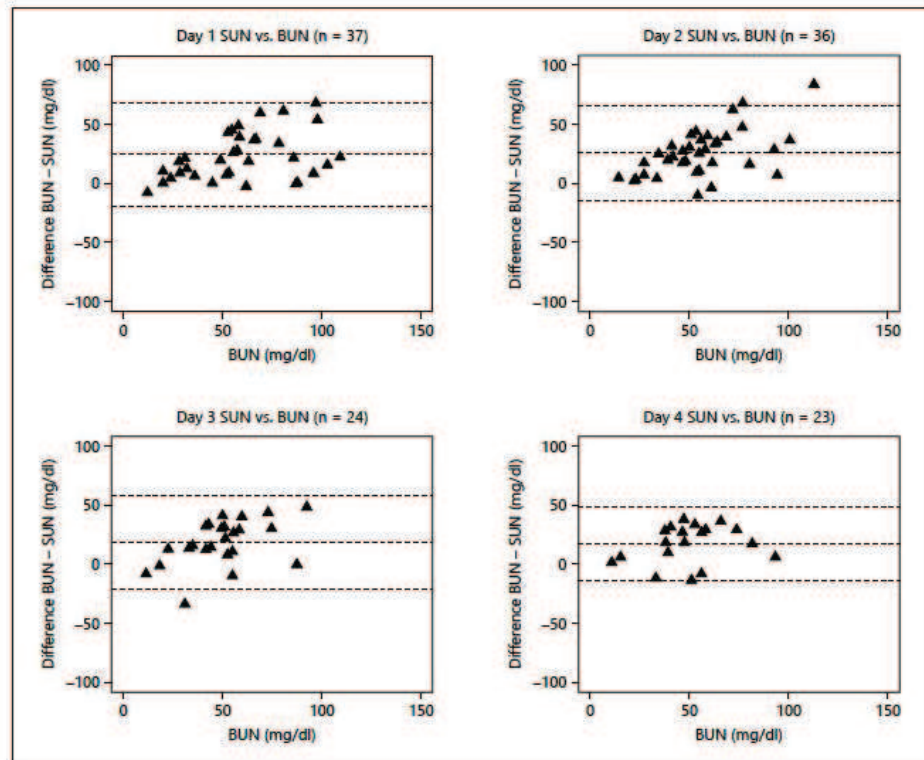 Day 1 SUN vs. BUN (n = 37)
100
50
0
−50
−100
Difference BUN – SUN (mg/dl)
0 50 100 150
BUN (mg/dl)
Day 2 SUN vs. BUN (n = 36)
100
50
0
−50
−100
Difference BUN – SUN (mg/dl)
0 50 100 150
BUN (mg/dl)
Day 3 SUN vs. BUN (n = 24)
100
50
0
−50
−100
Difference BUN – SUN (mg/dl)
0 50 100 150
BUN (mg/dl)
Day 4 SUN vs. BUN (n = 23)
100
50
0
−50
−100
Difference BUN – SUN (mg/dl)
0 50 100 150
BUN (mg/dl)